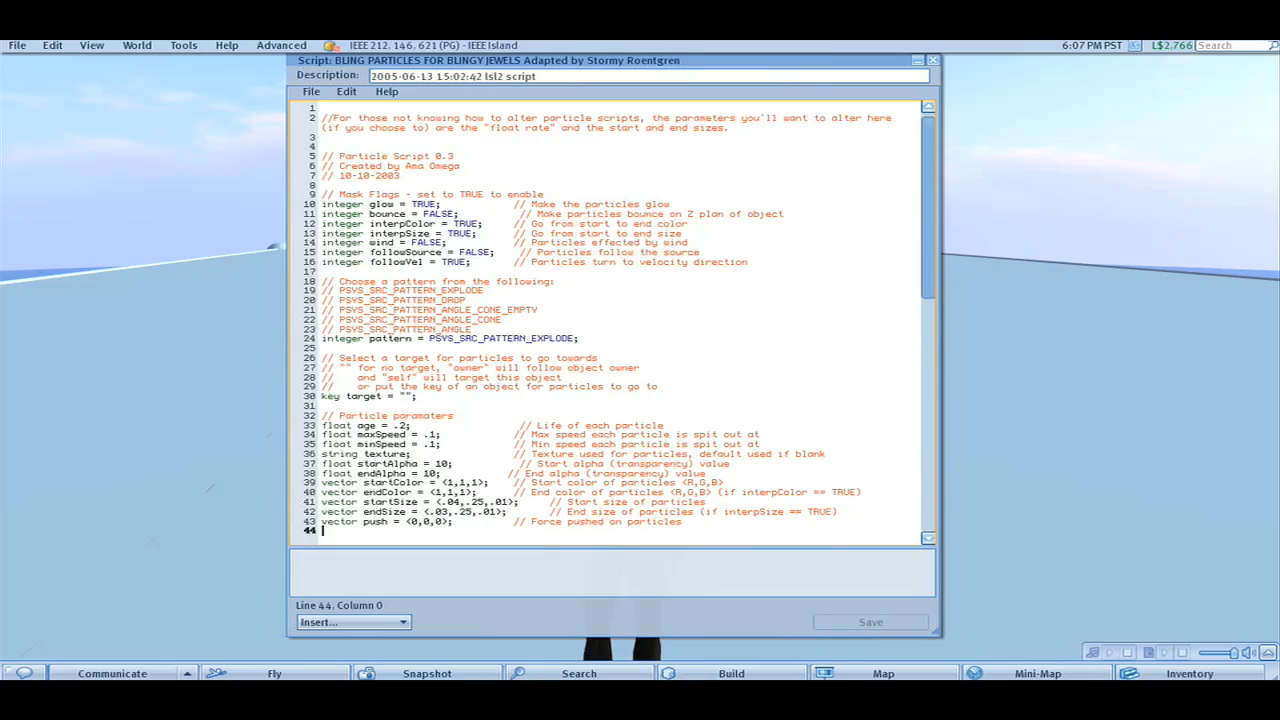 File Edit View World Tools Help Advanced IEEE 212, 146, 621 (PG) - IEEE Island 6:07 PM PST L$2,766 Search
Script: BLING PARTICLES FOR BLINGY JEWELS Adapted by Stormy Roentgren
Description: 2005-06-13 15:02:42 lsl2 script
File Edit Help
1
2 //For those not knowing how to alter particle scripts, the parameters you'll want to alter here
(if you choose to) are the "float rate" and the start and end sizes.
3
4
5 // Particle Script 0.3
6 // Created by Ama Omega
7 // 10-10-2003
8
9 // Mask Flags - set to TRUE to enable
10 integer glow = TRUE; // Make the particles glow
11 integer bounce = FALSE; // Make particles bounce on Z plan of object
12 integer interpColor = TRUE; // Go from start to end color
13 integer interpSize = TRUE; // Go from start to end size
14 integer wind = FALSE; // Particles effected by wind
15 integer followSource = FALSE; // Particles follow the source
16 integer followVel = TRUE; // Particles turn to velocity direction
17
18 // Choose a pattern from the following:
19 // PSYS_SRC_PATTERN_EXPLODE
20 // PSYS_SRC_PATTERN_DROP
21 // PSYS_SRC_PATTERN_ANGLE_CONE_EMPTY
22 // PSYS_SRC_PATTERN_ANGLE_CONE
23 // PSYS_SRC_PATTERN_ANGLE
24 integer pattern = PSYS_SRC_PATTERN_EXPLODE;
25
26 // Select a target for particles to go towards
27 // "" for no target, "owner" will follow object owner
28 // and "self" will target this object
29 // or put the key of an object for particles to go to
30 key target = "";
31
32 // Particle paramaters
33 float age = .2; // Life of each particle
34 float maxSpeed = .1; // Max speed each particle is spit out at
35 float minSpeed = .1; // Min speed each particle is spit out at
36 string texture; // Texture used for particles, default used if blank
37 float startAlpha = 10; // Start alpha (transparency) value
38 float endAlpha = 10; // End alpha (transparency) value
39 vector startColor = <1,1,1>; // Start color of particles <R,G,B>
40 vector endColor = <1,1,1>; // End color of particles <R,G,B> (if interpColor == TRUE)
41 vector startSize = <.04,.25,.01>; // Start size of particles
42 vector endSize = <.03,.25,.01>; // End size of particles (if interpSize == TRUE)
43 vector push = <0,0,0>; // Force pushed on particles
44
Line 44, Column 0
Insert... Save
Communicate Fly Snapshot Search Build Map Mini-Map Inventory